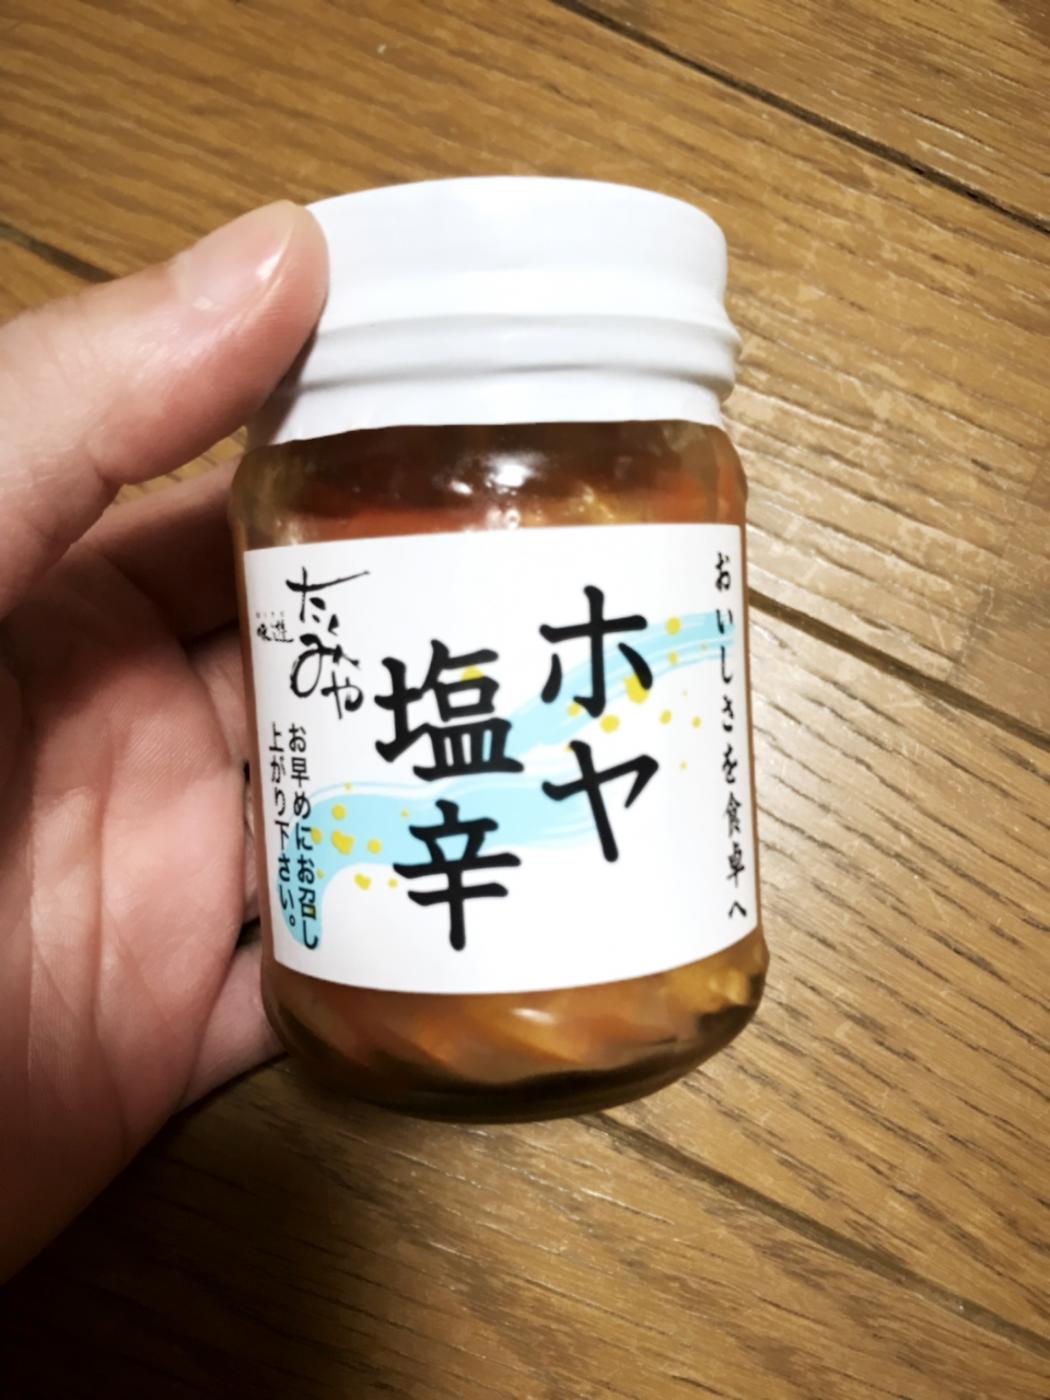 おいしさを食卓へ
ホヤ
塩辛
たくみや
お早めにお召し
上がり下さい。